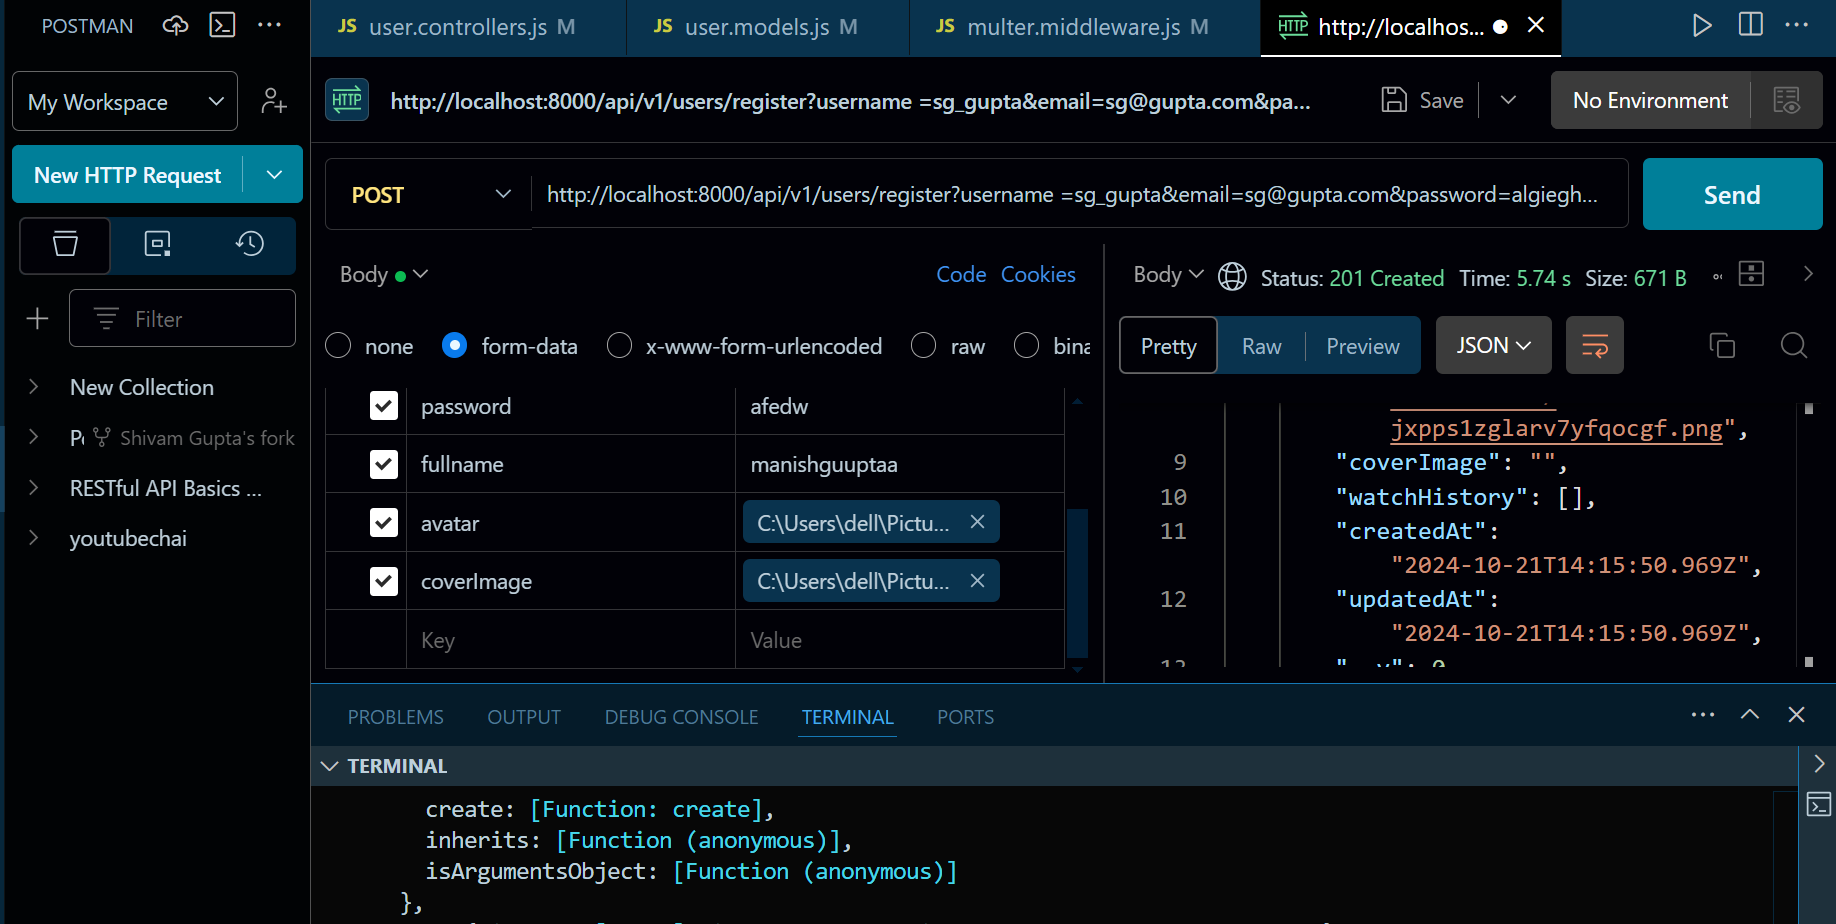 POSTMAN
JS user.controllers.js M
JS user.models.js M
JS multer.middleware.js M
HTTP http://localhos...
My Workspace
HTTP http://localhost:8000/api/v1/users/register?username =sg_gupta&email=sg@gupta.com&pa...
Save
No Environment
New HTTP Request
POST
http://localhost:8000/api/v1/users/register?username =sg_gupta&email=sg@gupta.com&password=algiegh...
Send
Filter
New Collection
Shivam Gupta's fork
RESTful API Basics ...
youtubechai
Body
Code Cookies
none form-data x-www-form-urlencoded raw bina
password afedw
fullname manishguuptaa
avatar C:\Users\dell\Pictu...
coverImage C:\Users\dell\Pictu...
Key Value
Body Status: 201 Created Time: 5.74 s Size: 671 B
Pretty Raw Preview JSON
jxpps1zglarv7yfqocgf.png",
9 "coverImage": "",
10 "watchHistory": [],
11 "createdAt":
"2024-10-21T14:15:50.969Z",
12 "updatedAt":
"2024-10-21T14:15:50.969Z",
PROBLEMS OUTPUT DEBUG CONSOLE TERMINAL PORTS
TERMINAL
create: [Function: create],
inherits: [Function (anonymous)],
isArgumentsObject: [Function (anonymous)]
},